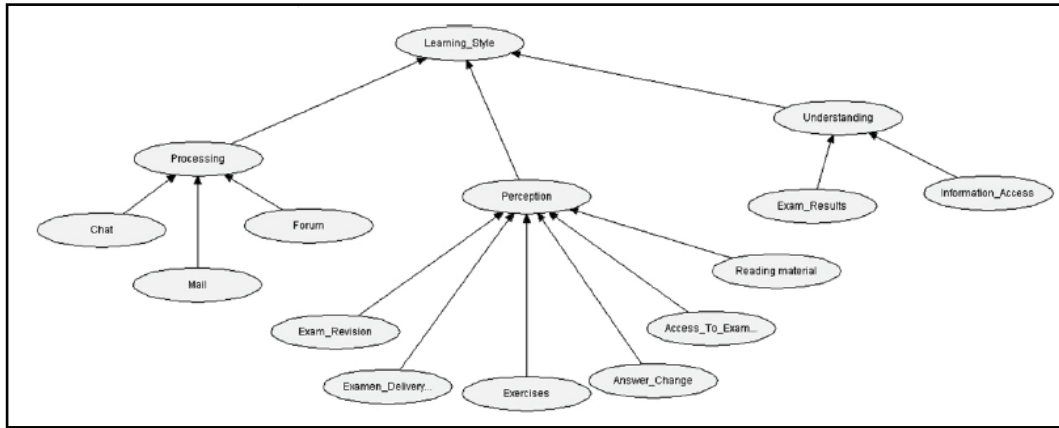 Learning_Style
Understanding
Processing
Perception
Information_Access
Exam_Results
Chat
Forum
Reading material
Mail
Exam_Revision
Access_To_Exam...
Examen_Delivery...
Exercises
Answer_Change